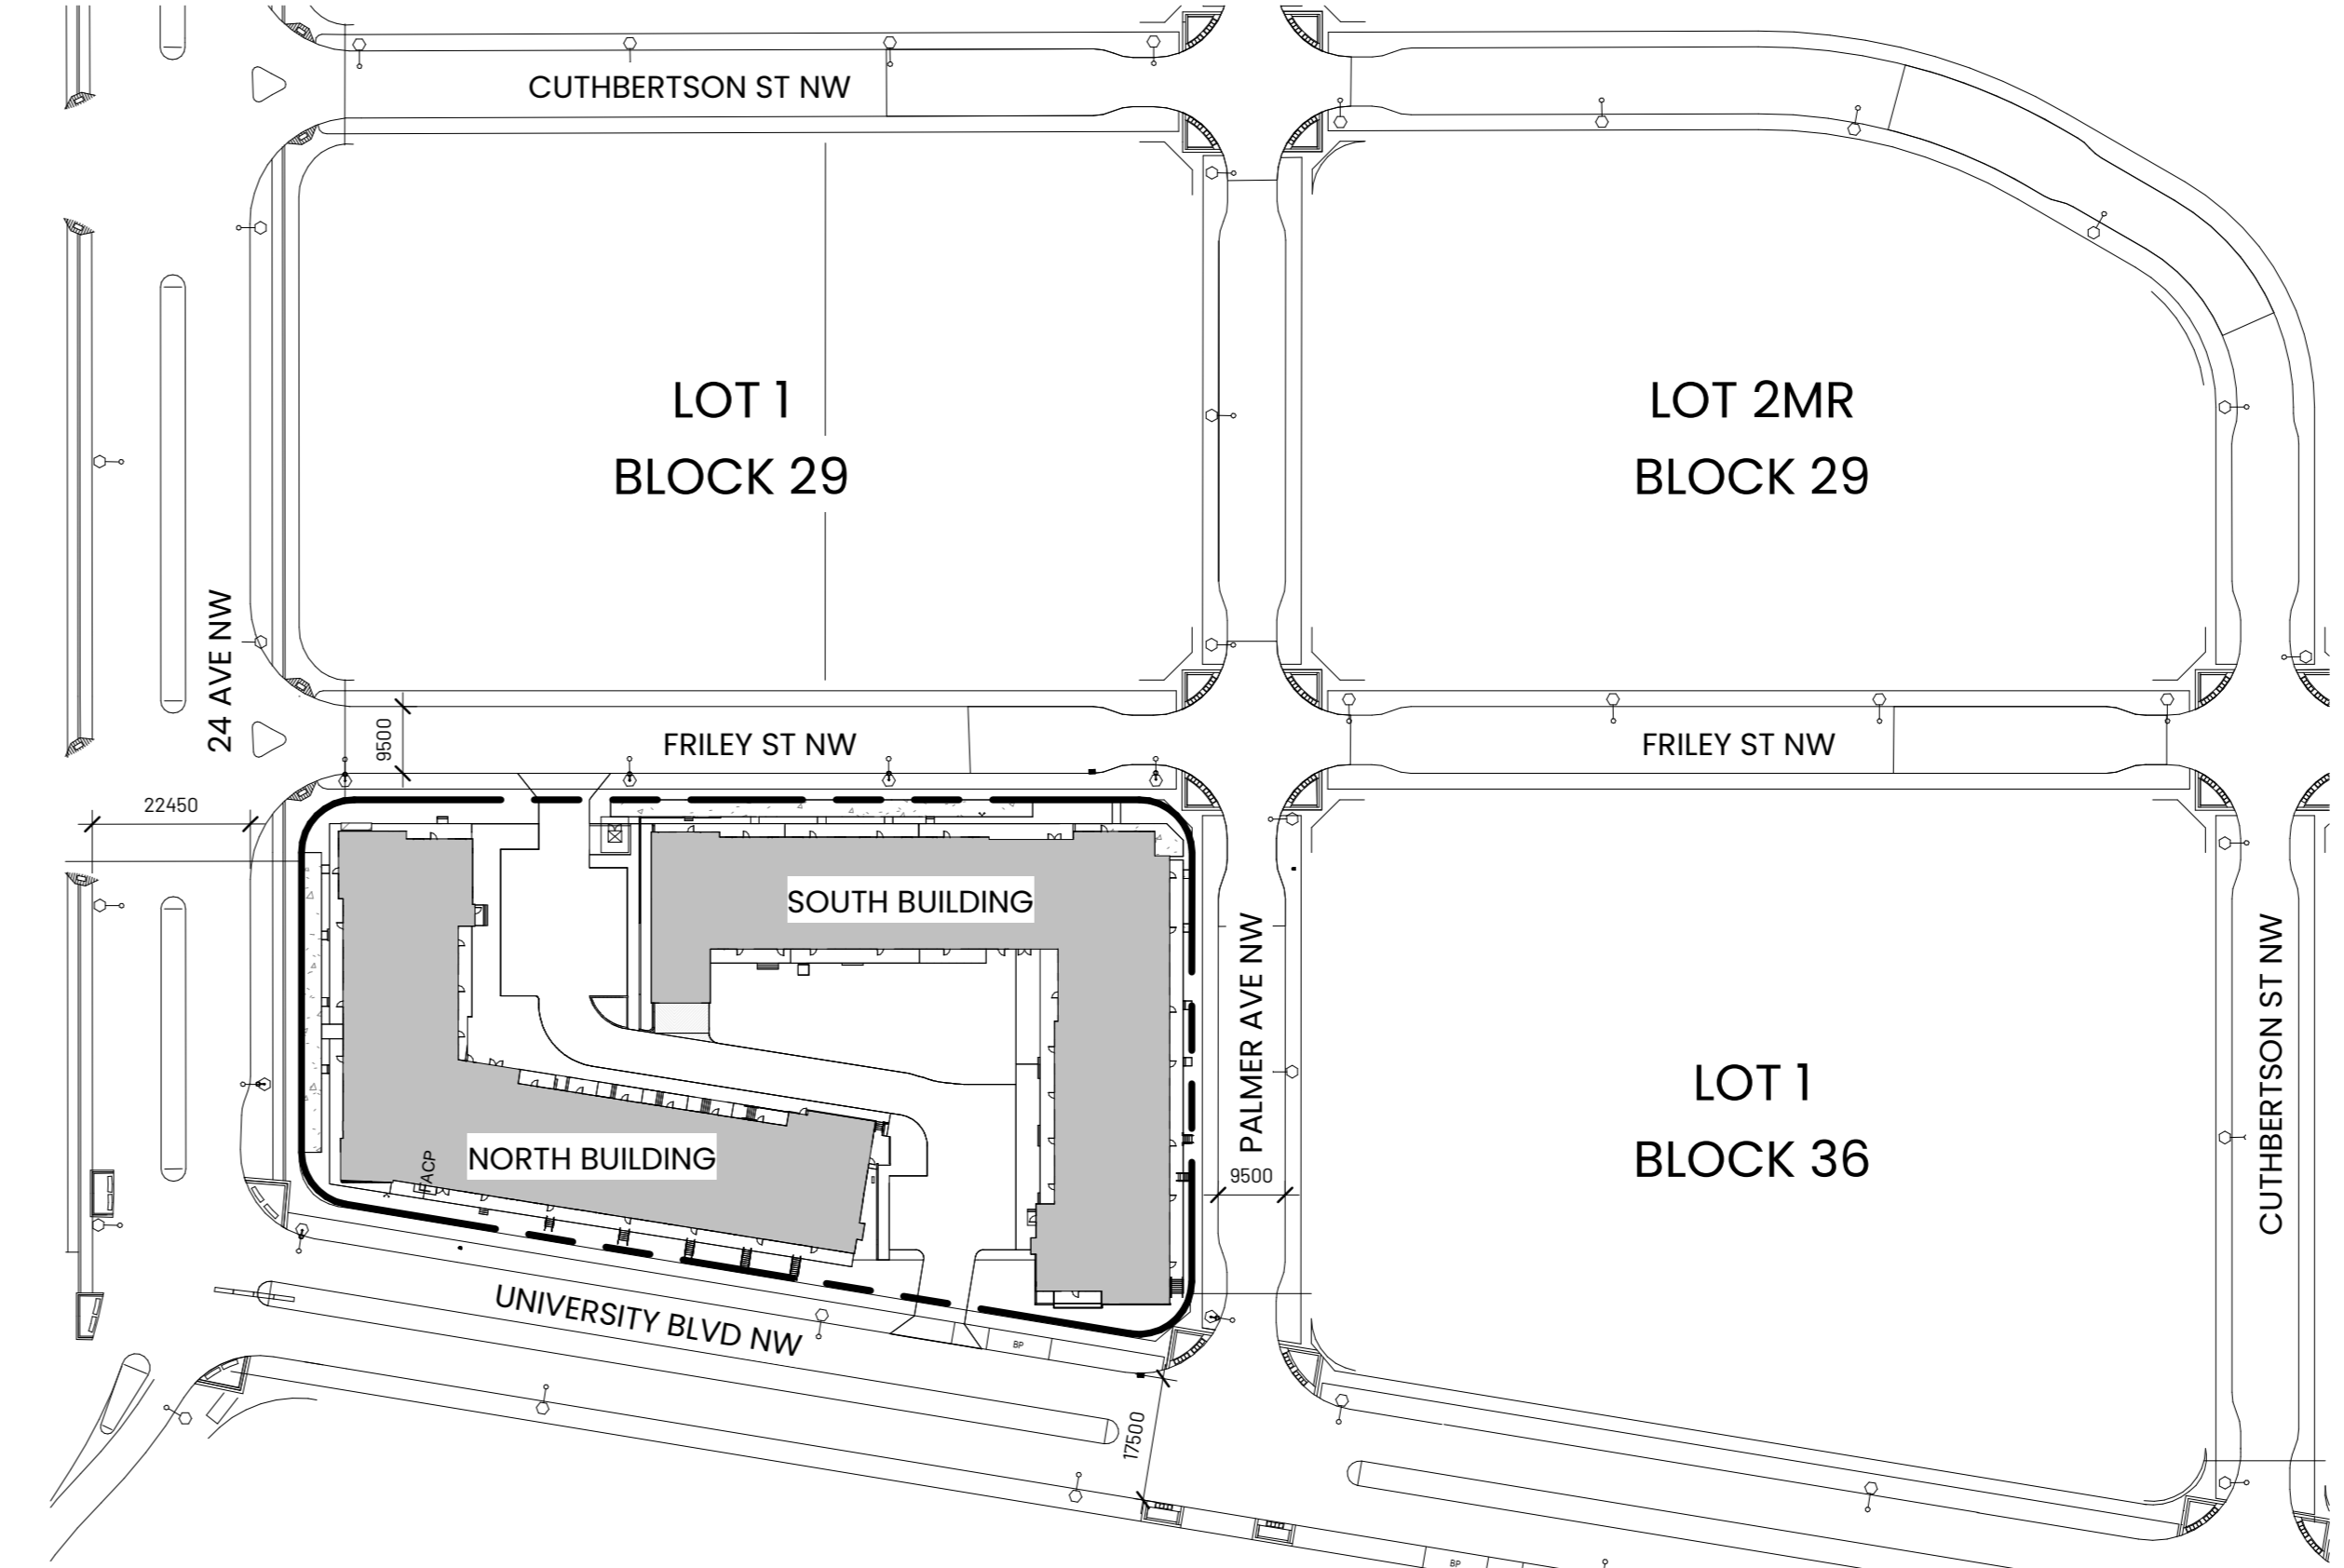 CUTHBERTSON ST NW
LOT 1
BLOCK 29
LOT 2MR
BLOCK 29
24 AVE NW
9500
FRILEY ST NW
FRILEY ST NW
22450
SOUTH BUILDING
PALMER AVE NW
CUTHBERTSON ST NW
LOT 1
BLOCK 36
NORTH BUILDING
FACP
9500
UNIVERSITY BLVD NW
BP
17500
BP